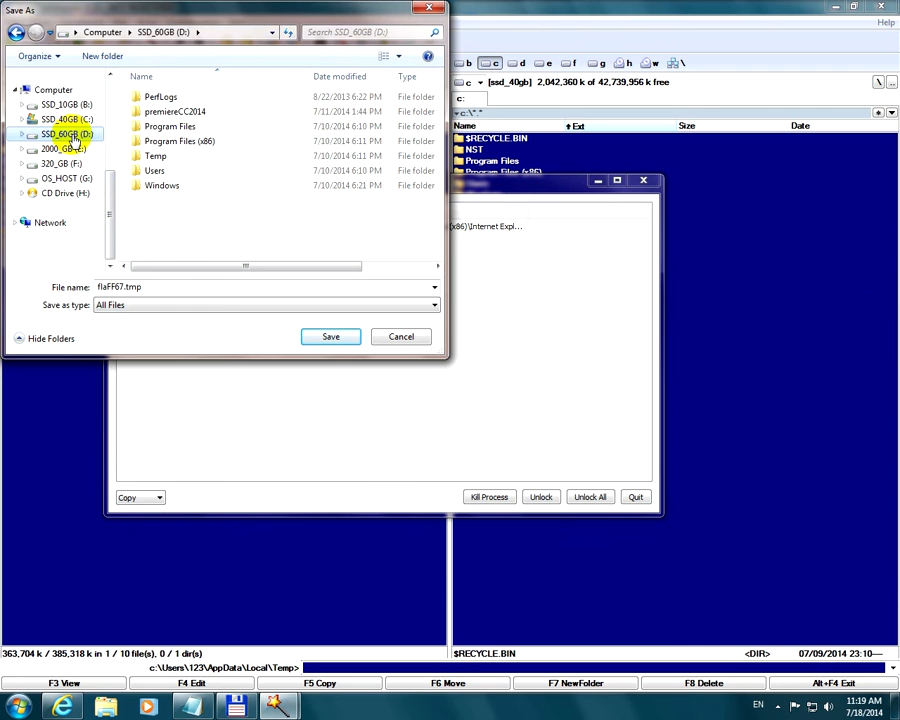 Save As
Computer ▸ SSD_60GB (D:) ▸
Search SSD_60GB (D:)
Help
Organize
New folder
b c d e f g h w \
Name Date modified Type
Computer
SSD_10GB (B:)
SSD_40GB (C:)
SSD_60GB (D:)
320_GB (F:)
OS_HOST (G:)
CD Drive (H:)
Network
PerfLogs 8/22/2013 6:22 PM File folder
premiereCC2014 7/11/2014 1:44 PM File folder
Program Files 7/10/2014 6:10 PM File folder
Program Files (x86) 7/10/2014 6:11 PM File folder
Temp 7/10/2014 6:11 PM File folder
Users 7/10/2014 6:10 PM File folder
Windows 7/10/2014 6:21 PM File folder
c [ssd_40gb] 2,042,360 k of 42,739,956 k free \ ..
c:
c:\*.*
Name Ext Size Date
$RECYCLE.BIN
NST
Program Files
Program Files (x86)
(x86)\Internet Expl...
File name: flaFF67.tmp
Save as type: All Files
Hide Folders
Save
Cancel
Copy
Kill Process
Unlock
Unlock All
Quit
363,704 k / 385,318 k in 1 / 10 file(s), 0 / 1 dir(s)
$RECYCLE.BIN <DIR> 07/09/2014 23:10
c:\Users\123\AppData\Local\Temp>
F3 View
F4 Edit
F5 Copy
F6 Move
F7 NewFolder
F8 Delete
Alt+F4 Exit
EN
11:19 AM
7/18/2014